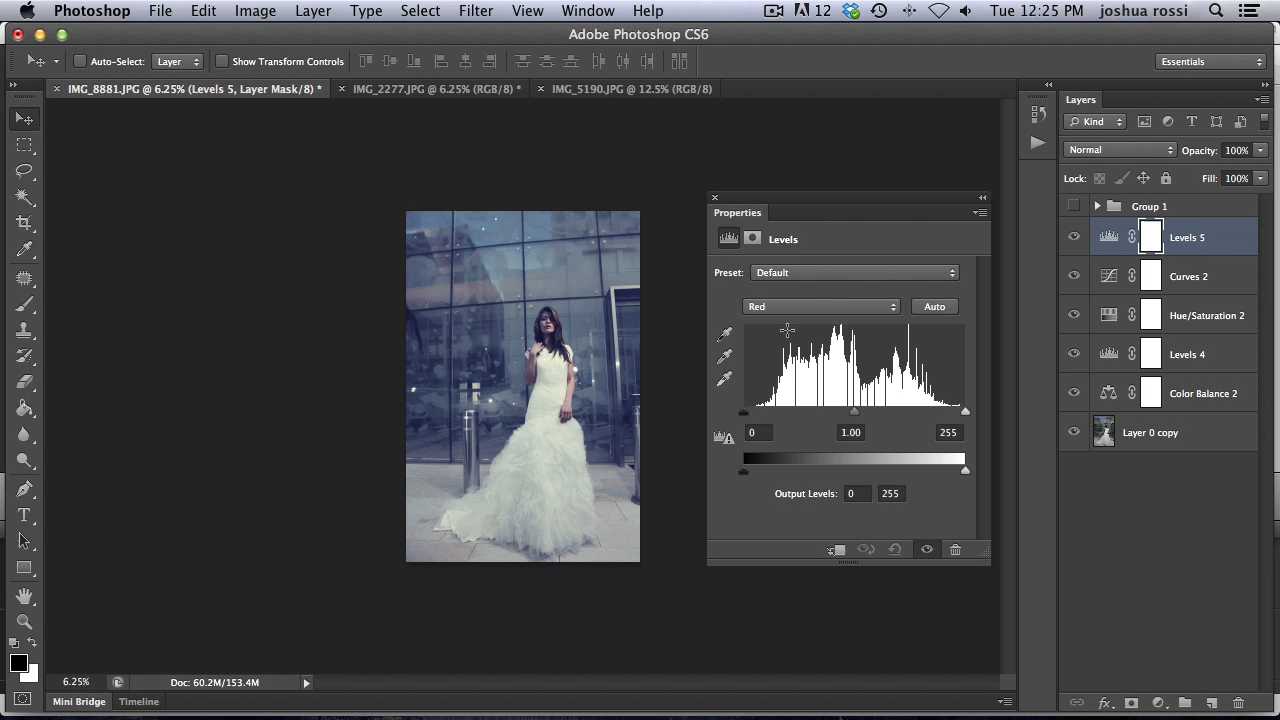 Photoshop File Edit Image Layer Type Select Filter View Window Help 12 Tue 12:25 PM joshua rossi
Adobe Photoshop CS6
Auto-Select: Layer Show Transform Controls Essentials
× IMG_8881.JPG @ 6.25% (Levels 5, Layer Mask/8) * × IMG_2277.JPG @ 6.25% (RGB/8) * × IMG_5190.JPG @ 12.5% (RGB/8)
Layers
Kind
Normal Opacity: 100%
Lock: Fill: 100%
Group 1
Levels 5
Curves 2
Hue/Saturation 2
Levels 4
Color Balance 2
Layer 0 copy
Properties
Levels
Preset: Default
Red Auto
0 1.00 255
Output Levels: 0 255
6.25% Doc: 60.2M/153.4M
Mini Bridge Timeline
fx